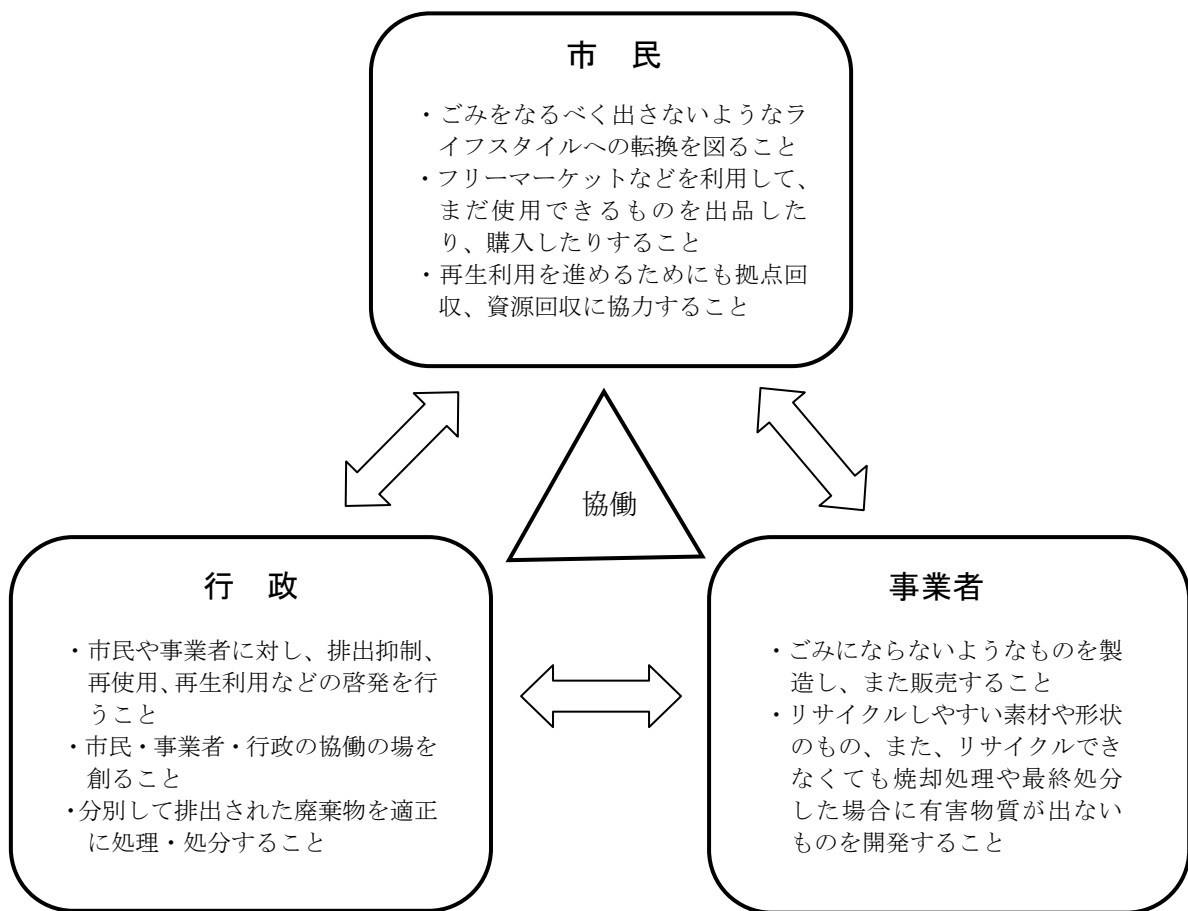 市　民
・ごみをなるべく出さないようなラ
イフスタイルへの転換を図ること
・フリーマーケットなどを利用して、
まだ使用できるものを出品した
り、購入したりすること
・再生利用を進めるためにも拠点回
収、資源回収に協力すること
協働
行　政
・市民や事業者に対し、排出抑制、
再使用、再生利用などの啓発を行
うこと
・市民・事業者・行政の協働の場を
創ること
・分別して排出された廃棄物を適正
に処理・処分すること
事業者
・ごみにならないようなものを製
造し、また販売すること
・リサイクルしやすい素材や形状
のもの、また、リサイクルでき
なくても焼却処理や最終処分
した場合に有害物質が出ない
ものを開発すること